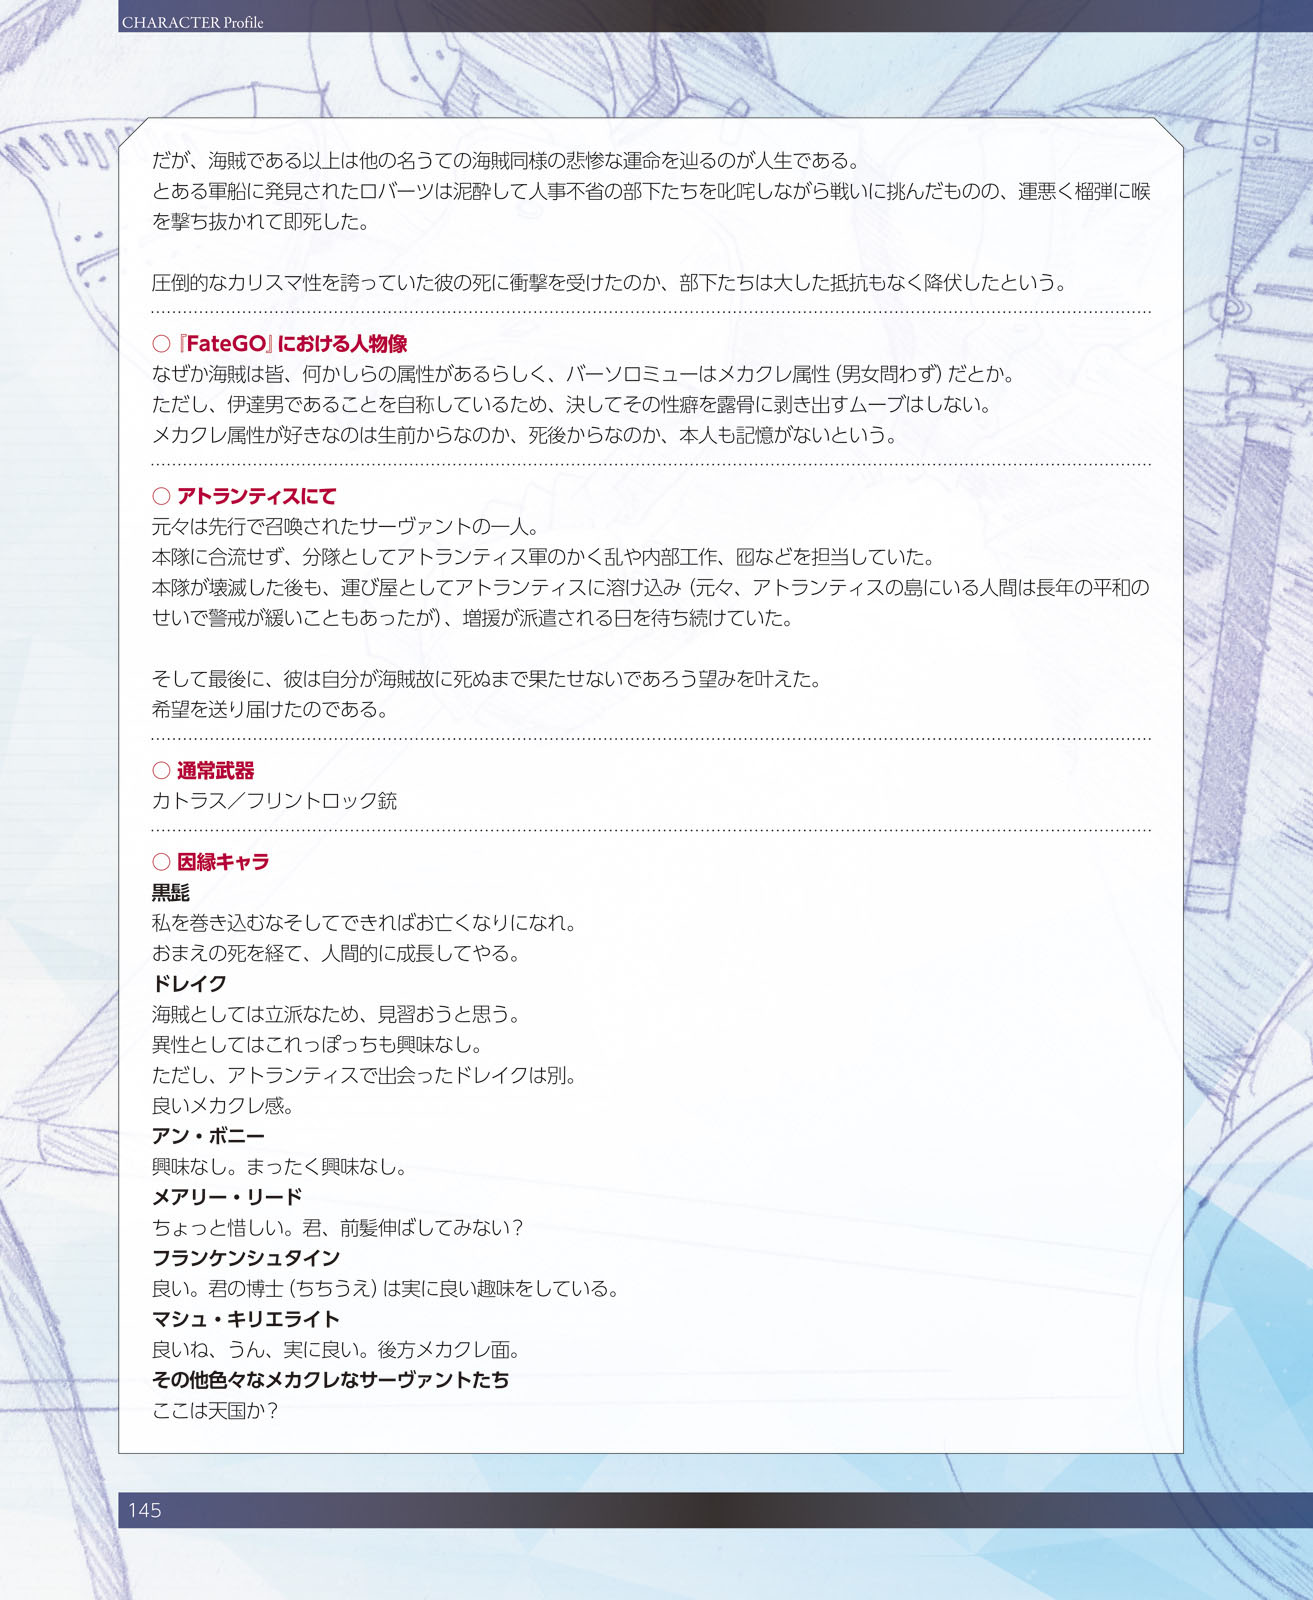 CHARACTER Profile
だが、海賊である以上は他の名うての海賊同様の悲惨な運命を辿るのが人生である。
とある軍船に発見されたロバーツは泥酔して人事不省の部下たちを叱咤しながら戦いに挑んだものの、運悪く榴弾に喉
を撃ち抜かれて即死した。
圧倒的なカリスマ性を誇っていた彼の死に衝撃を受けたのか、部下たちは大した抵抗もなく降伏したという。
○『FateGO』における人物像
なぜか海賊は皆、何かしらの属性があるらしく、バーソロミューはメカクレ属性（男女問わず）だとか。
ただし、伊達男であることを自称しているため、決してその性癖を露骨に剥き出すムーブはしない。
メカクレ属性が好きなのは生前からなのか、死後からなのか、本人も記憶がないという。
○ アトランティスにて
元々は先行で召喚されたサーヴァントの一人。
本隊に合流せず、分隊としてアトランティス軍のかく乱や内部工作、囮などを担当していた。
本隊が壊滅した後も、運び屋としてアトランティスに溶け込み（元々、アトランティスの島にいる人間は長年の平和の
せいで警戒が緩いこともあったが）、増援が派遣される日を待ち続けていた。
そして最後に、彼は自分が海賊故に死ぬまで果たせないであろう望みを叶えた。
希望を送り届けたのである。
○ 通常武器
カトラス／フリントロック銃
○ 因縁キャラ
黒髭
私を巻き込むなそしてできればお亡くなりになれ。
おまえの死を経て、人間的に成長してやる。
ドレイク
海賊としては立派なため、見習おうと思う。
異性としてはこれっぽっちも興味なし。
ただし、アトランティスで出会ったドレイクは別。
良いメカクレ感。
アン・ボニー
興味なし。まったく興味なし。
メアリー・リード
ちょっと惜しい。君、前髪伸ばしてみない？
フランケンシュタイン
良い。君の博士（ちちうえ）は実に良い趣味をしている。
マシュ・キリエライト
良いね、うん、実に良い。後方メカクレ面。
その他色々なメカクレなサーヴァントたち
ここは天国か？
145